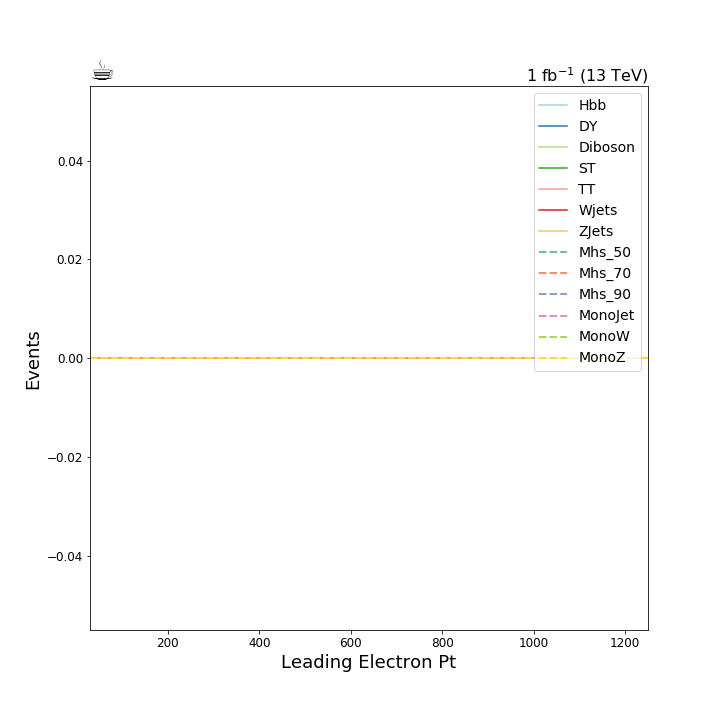 ☕ 1 fb⁻¹ (13 TeV)
Hbb
DY
Diboson
ST
TT
Wjets
ZJets
Mhs_50
Mhs_70
Mhs_90
MonoJet
MonoW
MonoZ
0.04
0.02
0.00
−0.02
−0.04
Events
200 400 600 800 1000 1200
Leading Electron Pt